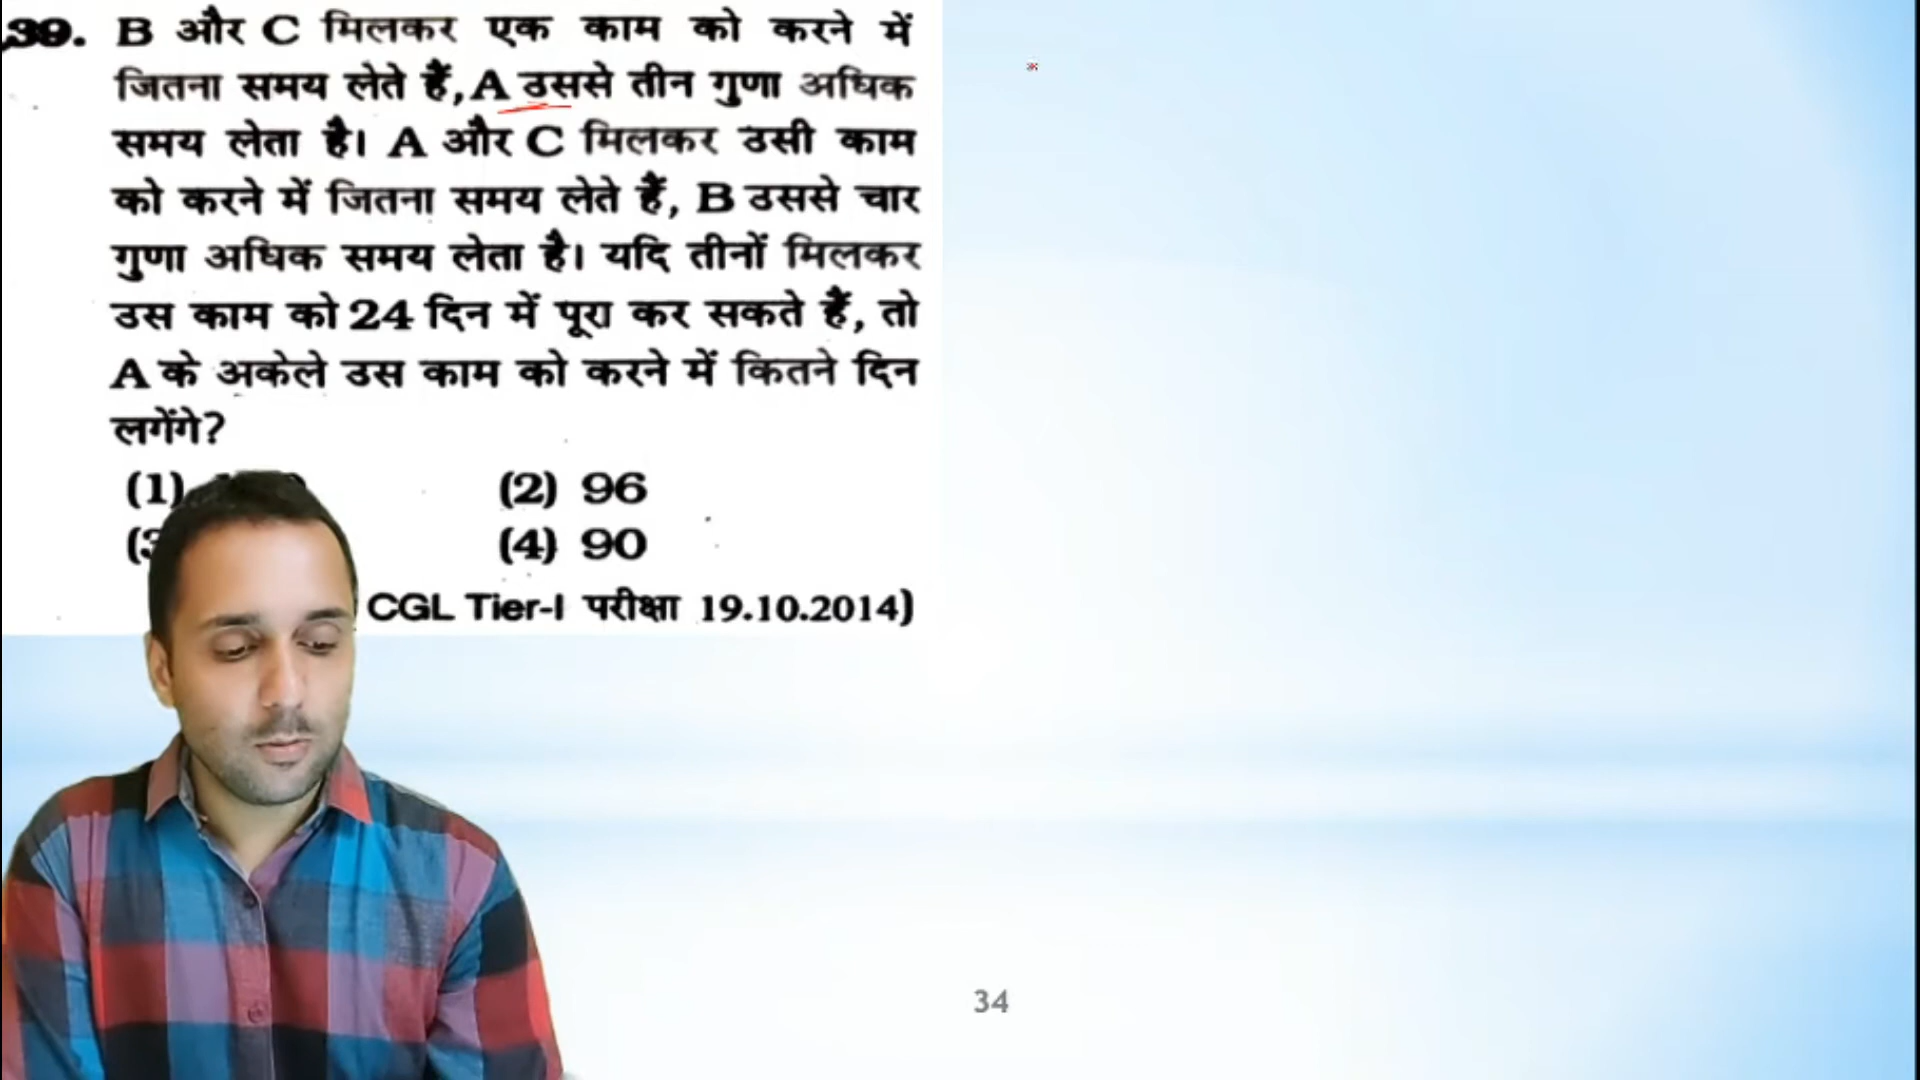 39. B और C मिलकर एक काम को करने में
जितना समय लेते हैं, A उससे तीन गुणा अधिक
समय लेता है। A और C मिलकर उसी काम
को करने में जितना समय लेते हैं, B उससे चार
गुणा अधिक समय लेता है। यदि तीनों मिलकर
उस काम को 24 दिन में पूरा कर सकते हैं, तो
A के अकेले उस काम को करने में कितने दिन
लगेंगे?
(1) (2) 96
(3 (4) 90
CGL Tier-I परीक्षा 19.10.2014)
34